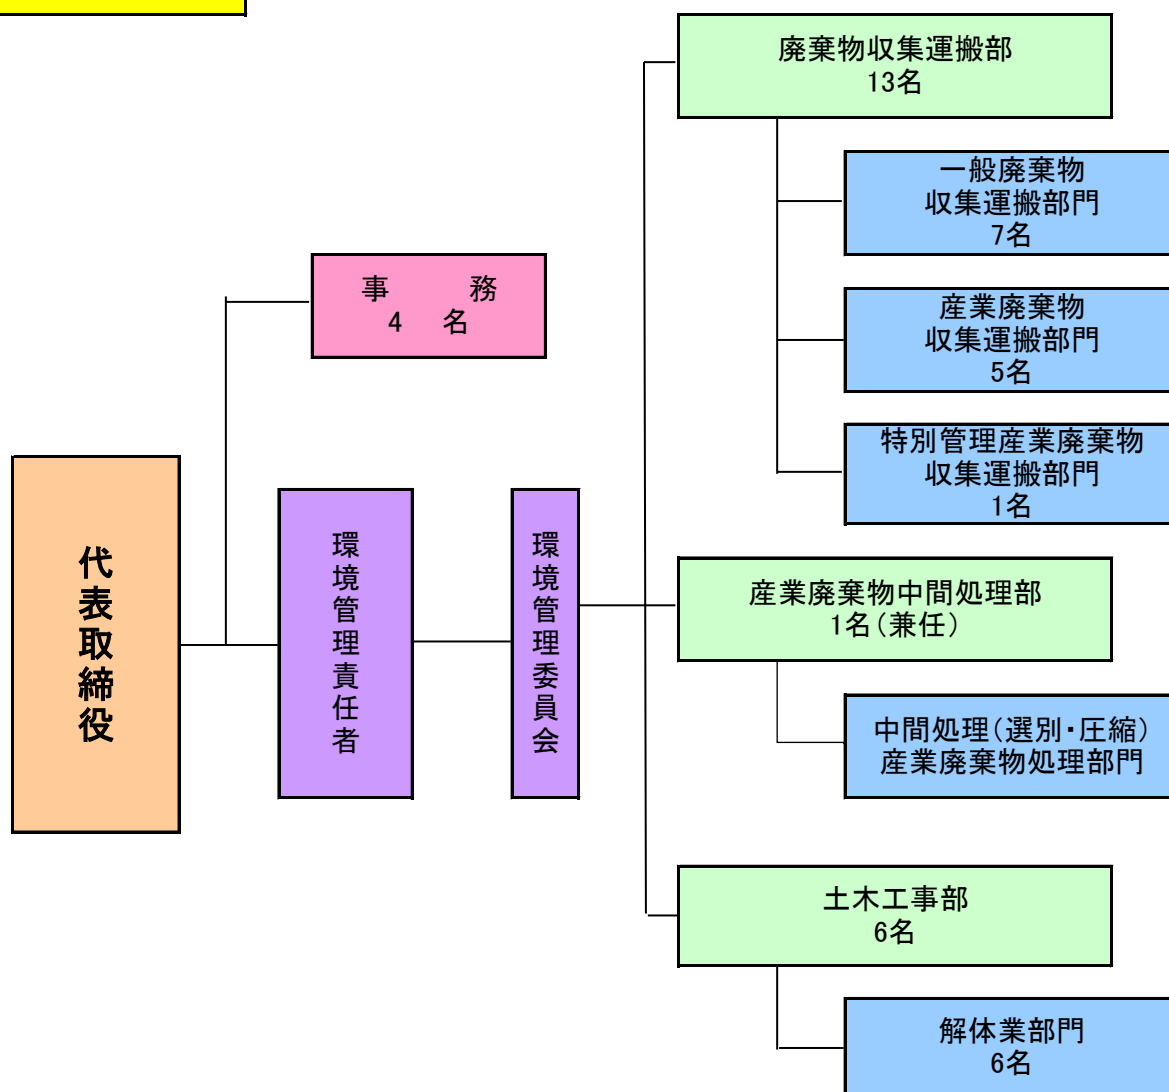 廃棄物収集運搬部
13名
一般廃棄物
収集運搬部門
7名
事　　務
4　名
産業廃棄物
収集運搬部門
5名
特別管理産業廃棄物
収集運搬部門
1名
代表取締役
環境管理責任者
環境管理委員会
産業廃棄物中間処理部
1名（兼任）
中間処理（選別・圧縮）
産業廃棄物処理部門
土木工事部
6名
解体業部門
6名